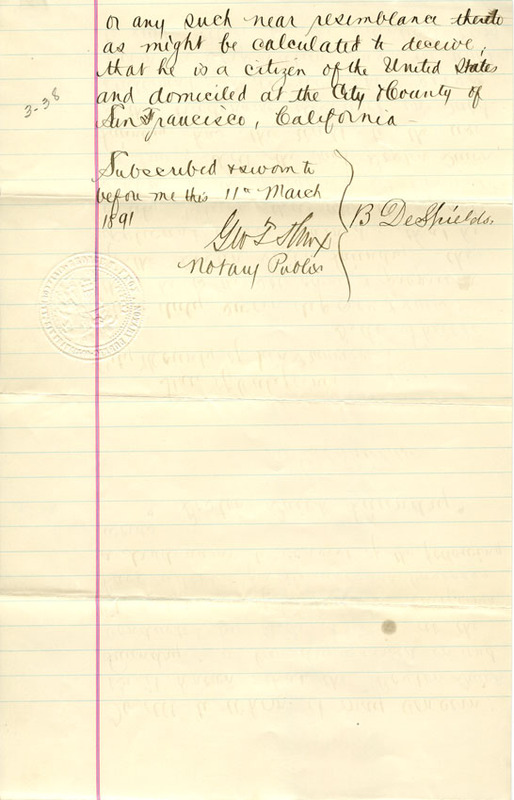 or any such near resemblance thereto
as might be calculated to deceive,
that he is a citizen of the United States
and domiciled at the City & County of
San Francisco, California
3-38
Subscribed & sworn to
before me this 11th March
1891
Geo T Knox
Notary Public
B DeShields